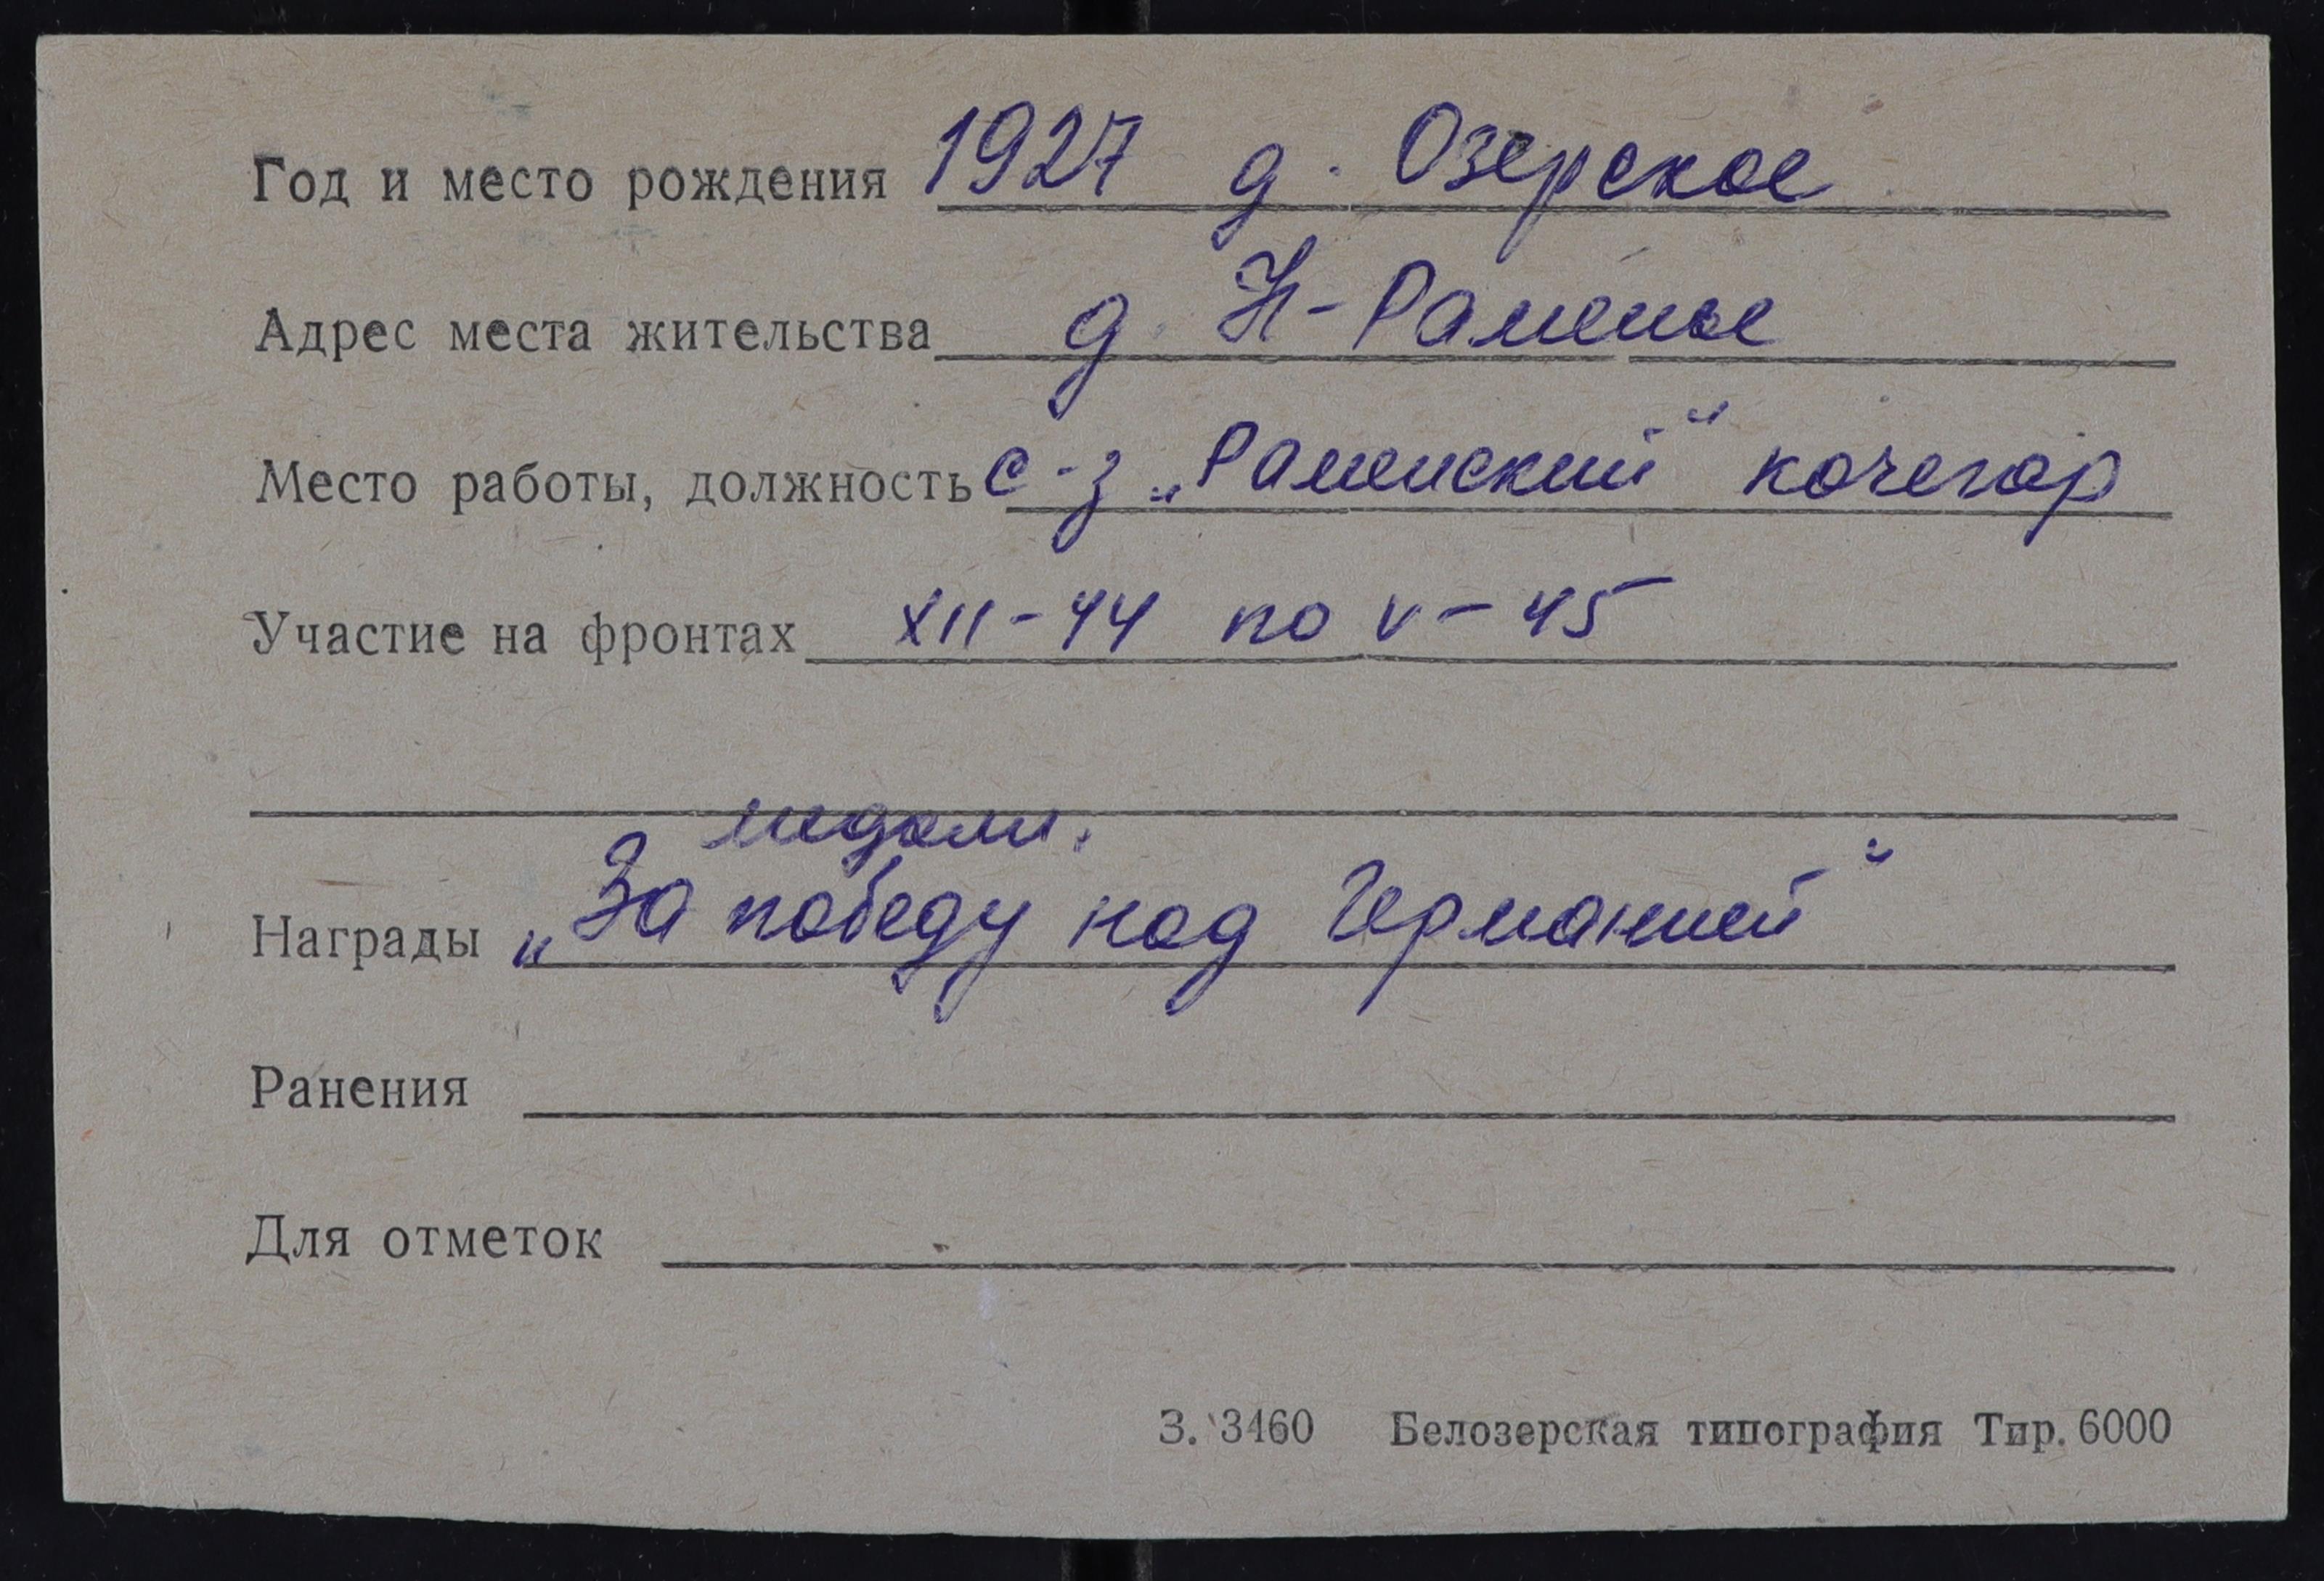 Год и место рождения 1927 д. Озерское
Адрес места жительства д. Н-Раменье
Место работы, должность с-з „Раменский“ кочегар
Участие на фронтах XII-44 по V-45
медали.
Награды „За победу над Германией“
Ранения
Для отметок
З. 3460 Белозерская типография Тир. 6000